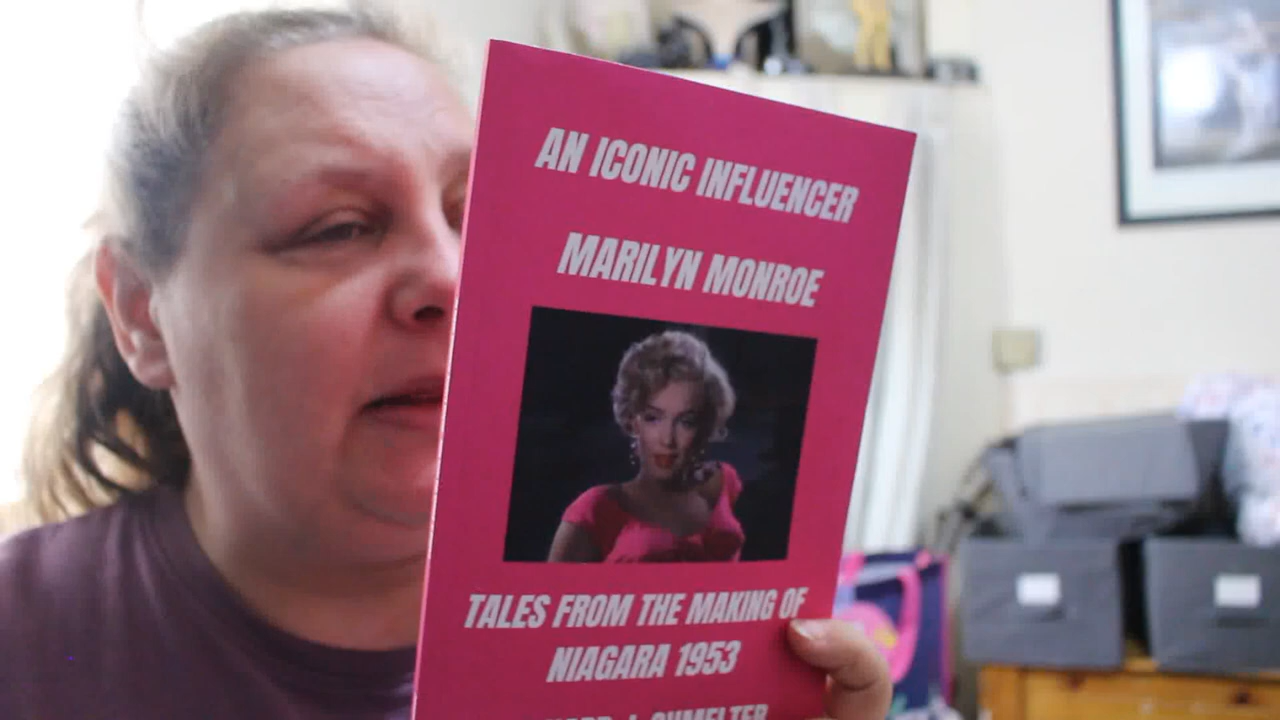 AN ICONIC INFLUENCER
MARILYN MONROE
TALES FROM THE MAKING OF
NIAGARA 1953